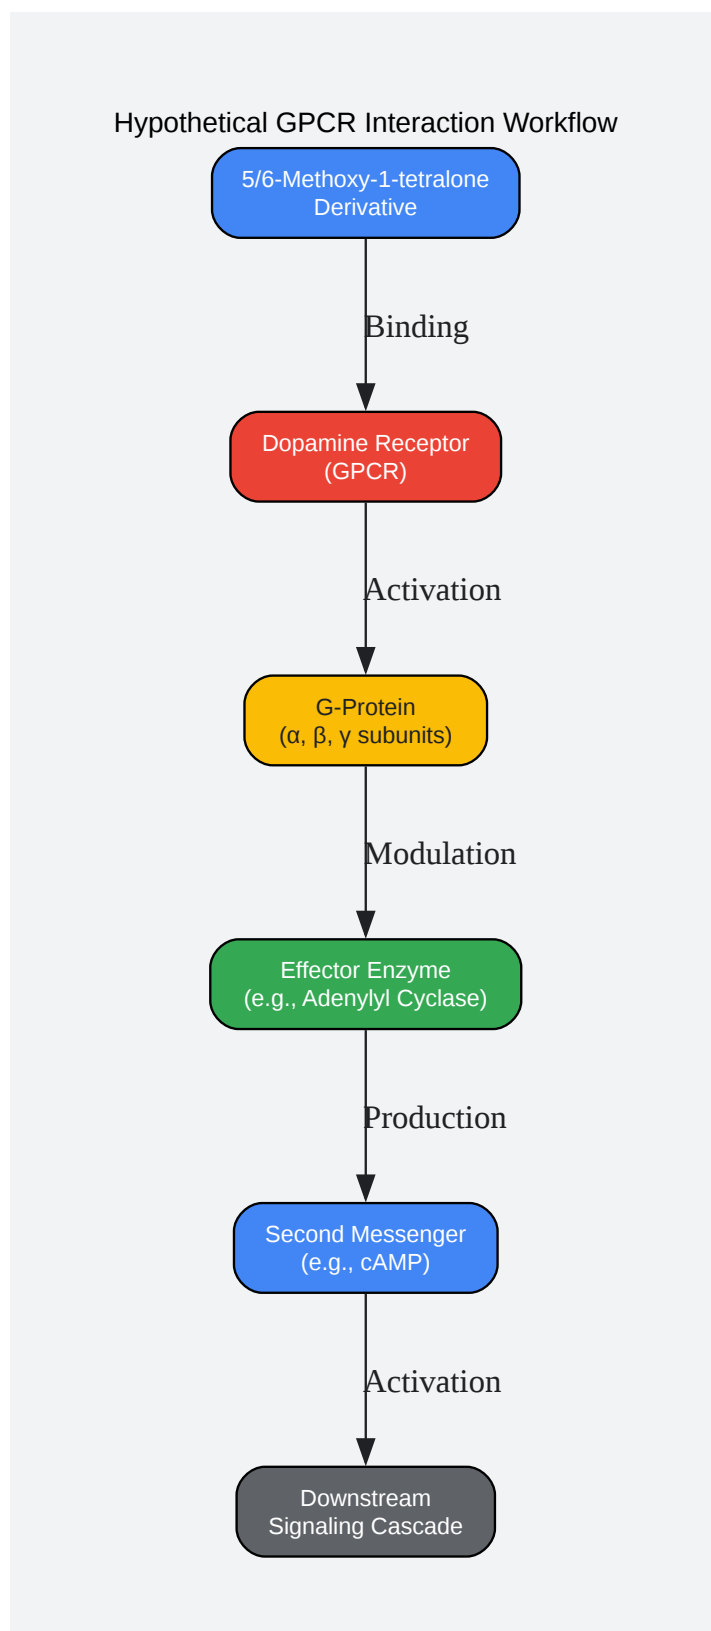 Hypothetical GPCR Interaction Workflow
5/6-Methoxy-1-tetralone
Derivative
Binding
Dopamine Receptor
(GPCR)
Activation
G-Protein
(α, β, γ subunits)
Modulation
Effector Enzyme
(e.g., Adenylyl Cyclase)
Production
Second Messenger
(e.g., cAMP)
Activation
Downstream
Signaling Cascade